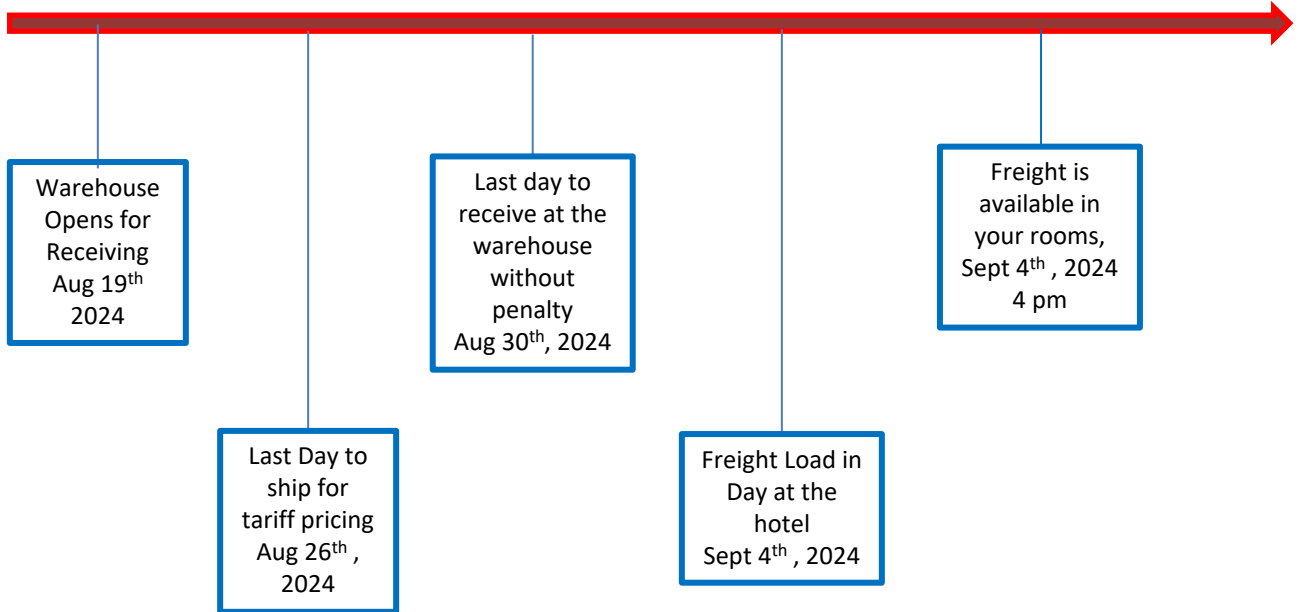 Warehouse
Opens for
Receiving
Aug 19th
2024
Last Day to
ship for
tariff pricing
Aug 26th ,
2024
Last day to
receive at the
warehouse
without
penalty
Aug 30th, 2024
Freight Load in
Day at the
hotel
Sept 4th , 2024
Freight is
available in
your rooms,
Sept 4th , 2024
4 pm